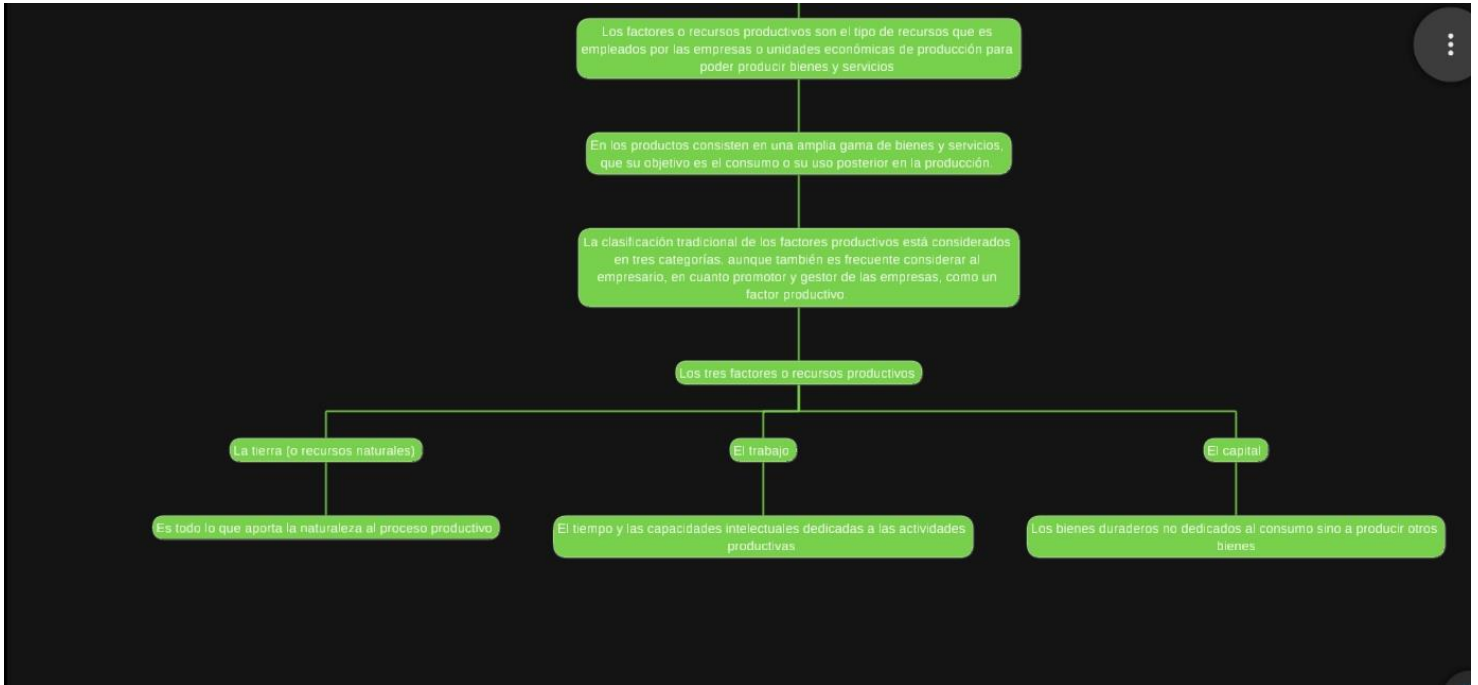 Los factores o recursos productivos son el tipo de recursos que es
empleados por las empresas o unidades económicas de producción para
poder producir bienes y servicios
En los productos consisten en una amplia gama de bienes y servicios,
que su objetivo es el consumo o su uso posterior en la producción.
La clasificación tradicional de los factores productivos está considerados
en tres categorías, aunque también es frecuente considerar al
empresario, en cuanto promotor y gestor de las empresas, como un
factor productivo
Los tres factores o recursos productivos
La tierra (o recursos naturales)
El trabajo
El capital
Es todo lo que aporta la naturaleza al proceso productivo
El tiempo y las capacidades intelectuales dedicadas a las actividades
productivas
Los bienes duraderos no dedicados al consumo sino a producir otros
bienes